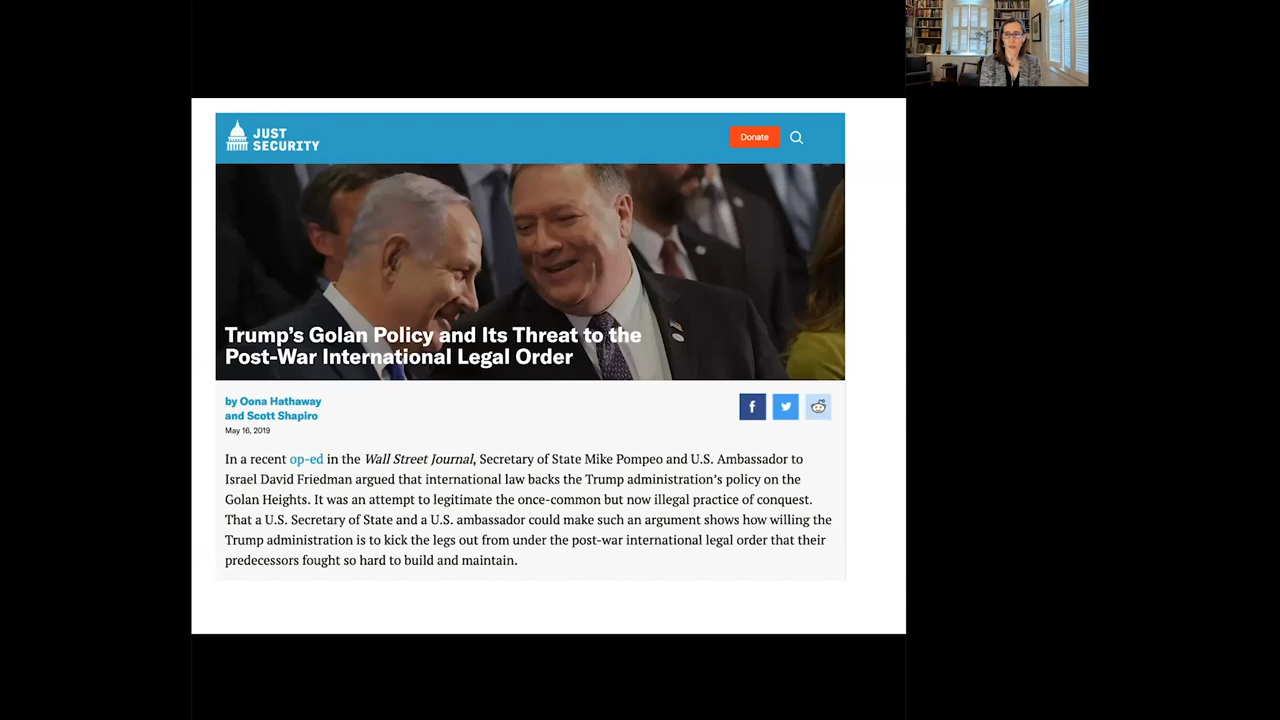 JUST
SECURITY
Donate
Trump's Golan Policy and Its Threat to the
Post-War International Legal Order
by Oona Hathaway
and Scott Shapiro
May 16, 2019
In a recent op-ed in the Wall Street Journal, Secretary of State Mike Pompeo and U.S. Ambassador to
Israel David Friedman argued that international law backs the Trump administration's policy on the
Golan Heights. It was an attempt to legitimate the once-common but now illegal practice of conquest.
That a U.S. Secretary of State and a U.S. ambassador could make such an argument shows how willing the
Trump administration is to kick the legs out from under the post-war international legal order that their
predecessors fought so hard to build and maintain.